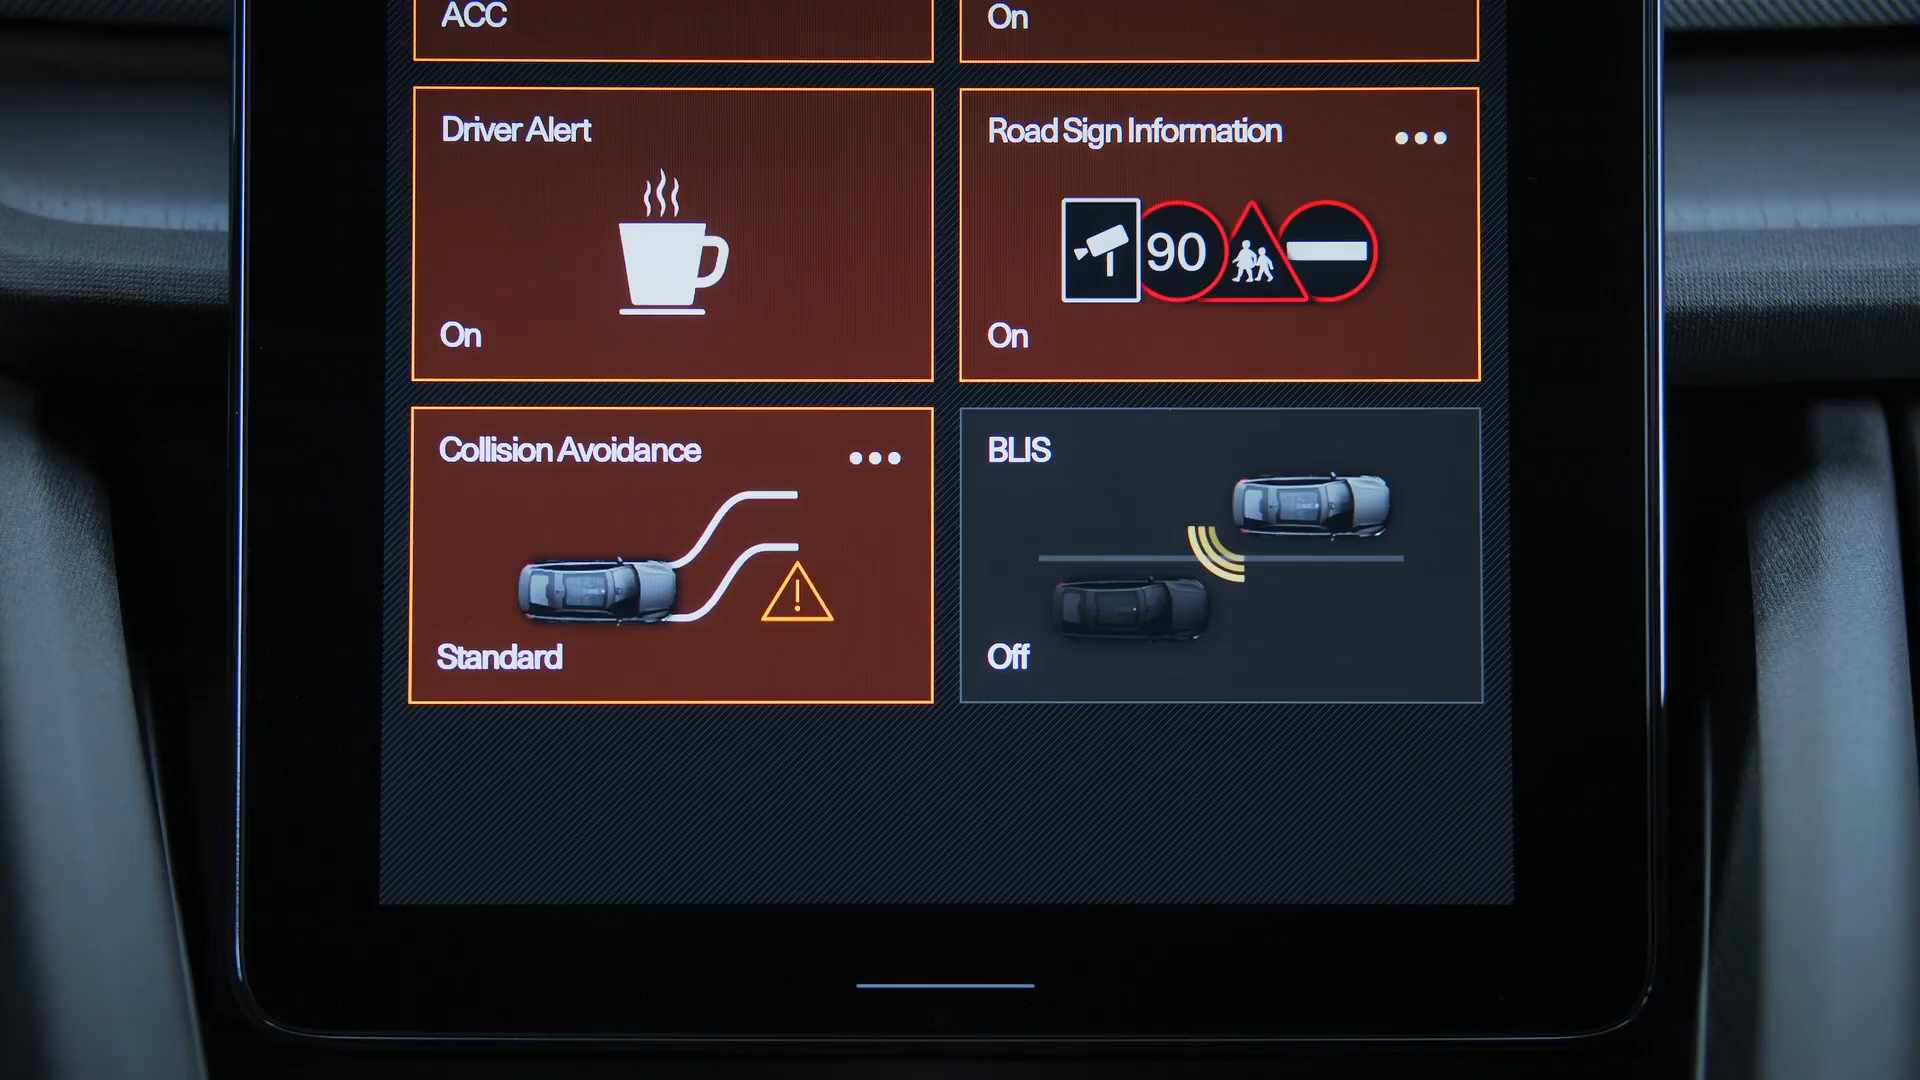 ACC
On
Driver Alert
On
Road Sign Information
90
On
Collision Avoidance
Standard
BLIS
Off